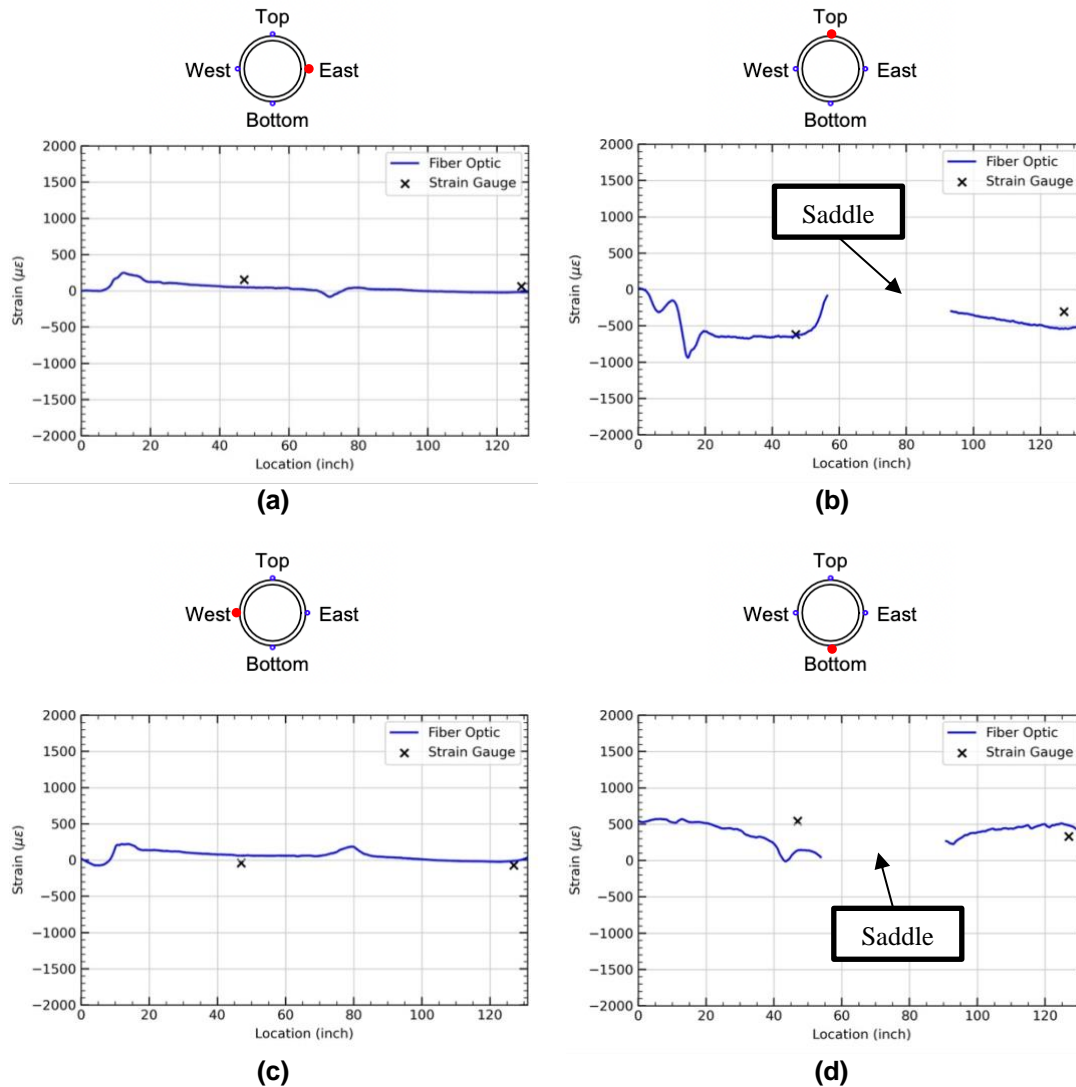 Top
West East
Bottom
2000
1500
1000
500
0
−500
−1000
−1500
−2000
Strain (με)
Fiber Optic
Strain Gauge
0 20 40 60 80 100 120
Location (inch)
(a)
Top
West East
Bottom
2000
1500
1000
500
0
−500
−1000
−1500
−2000
Strain (με)
Fiber Optic
Strain Gauge
Saddle
0 20 40 60 80 100 120
Location (inch)
(b)
Top
West East
Bottom
2000
1500
1000
500
0
−500
−1000
−1500
−2000
Strain (με)
Fiber Optic
Strain Gauge
0 20 40 60 80 100 120
Location (inch)
(c)
Top
West East
Bottom
2000
1500
1000
500
0
−500
−1000
−1500
−2000
Strain (με)
Fiber Optic
Strain Gauge
Saddle
0 20 40 60 80 100 120
Location (inch)
(d)